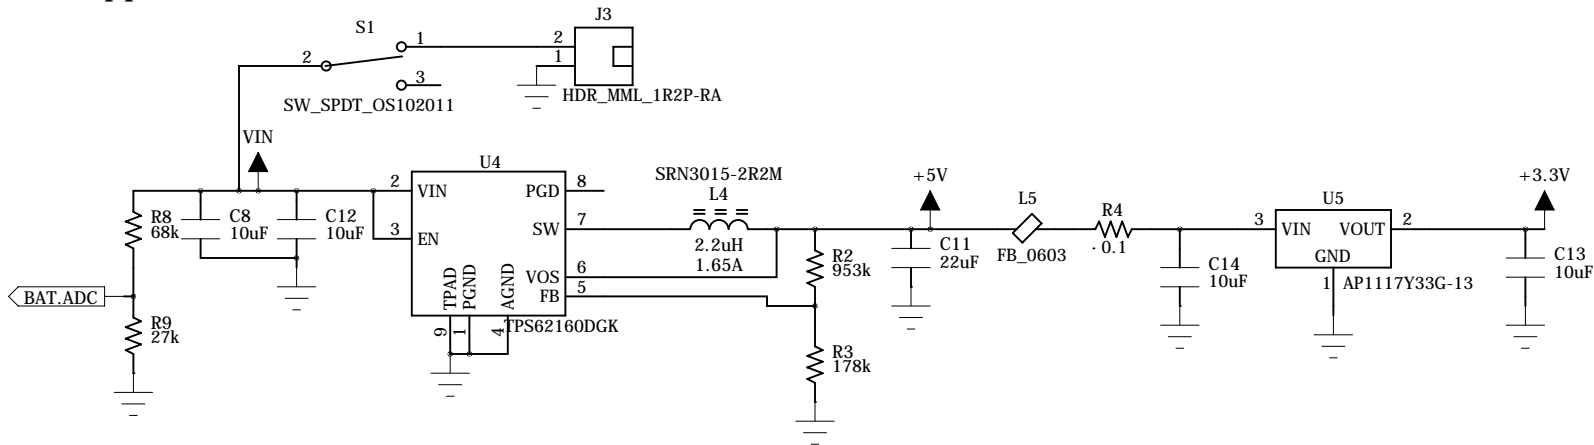 S1
J3
1
2
2
1
3
SW_SPDT_OS102011
HDR_MML_1R2P-RA
VIN
U4
SRN3015-2R2M
L4
2.2uH
1.65A
+5V
L5
FB_0603
R4
.0.1
U5
+3.3V
2
VIN
PGD
8
R8
68k
C8
10uF
C12
10uF
3
EN
SW
7
VOS
6
FB
5
TPAD
PGND
AGND
9
1
4
TPS62160DGK
R2
953k
C11
22uF
C14
10uF
3
VIN
VOUT
2
GND
1
AP1117Y33G-13
C13
10uF
BAT.ADC
R9
27k
R3
178k